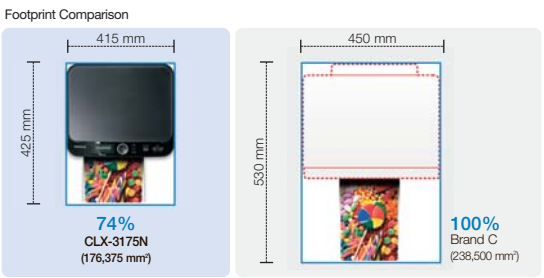 Footprint Comparison
415 mm
425 mm
74%
CLX-3175N
(176,375 mm²)
450 mm
530 mm
100%
Brand C
(238,500 mm²)